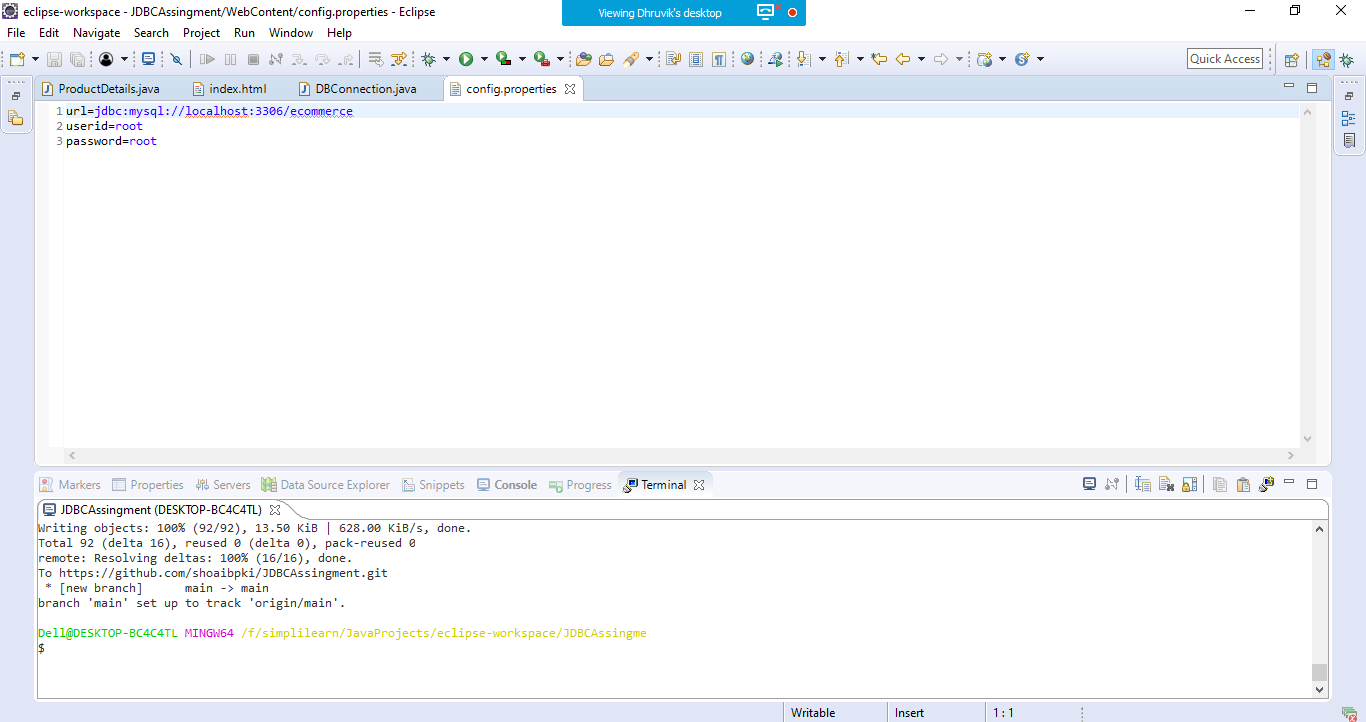 eclipse-workspace - JDBCAssingment/WebContent/config.properties - Eclipse
Viewing Dhruvik's desktop
File Edit Navigate Search Project Run Window Help
Quick Access
ProductDetails.java index.html DBConnection.java config.properties
1 url=jdbc:mysql://localhost:3306/ecommerce
2 userid=root
3 password=root
Markers Properties Servers Data Source Explorer Snippets Console Progress Terminal
JDBCAssingment (DESKTOP-BC4C4TL)
Writing objects: 100% (92/92), 13.50 KiB | 628.00 KiB/s, done.
Total 92 (delta 16), reused 0 (delta 0), pack-reused 0
remote: Resolving deltas: 100% (16/16), done.
To https://github.com/shoaibpki/JDBCAssingment.git
* [new branch] main -> main
branch 'main' set up to track 'origin/main'.
Dell@DESKTOP-BC4C4TL MINGW64 /f/simplilearn/JavaProjects/eclipse-workspace/JDBCAssingme
$
Writable Insert 1 : 1